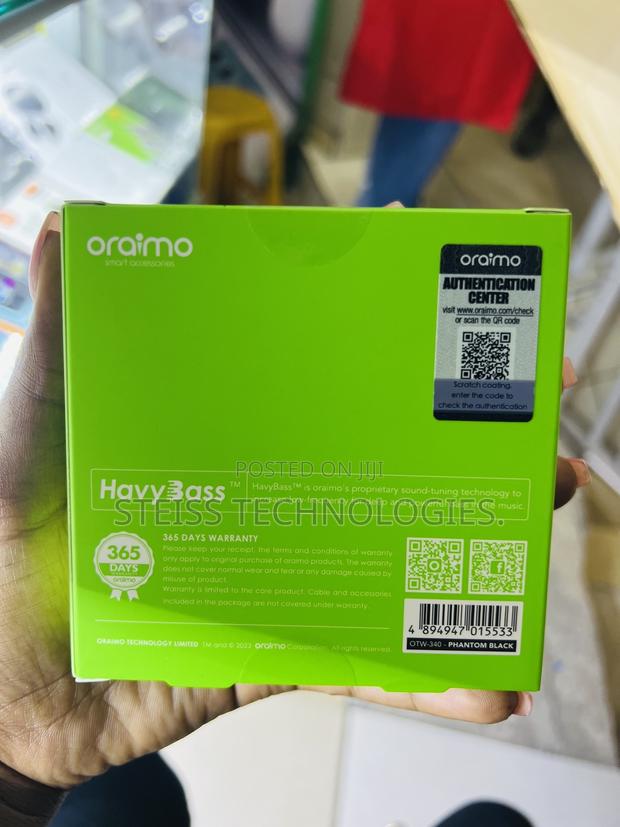 oraimo
smart accessories
oraimo
AUTHENTICATION
CENTER
visit www.oraimo.com/check
or scan the QR code
Scratch coating,
enter the code to
check the authentication
POSTED ON JIJI
HavyBass™
HavyBass™ is oraimo's proprietary sound-tuning technology to
the music.
STEISS TECHNOLOGIES.
365
DAYS
oraimo
365 DAYS WARRANTY
Please keep your receipt. The terms and conditions of warranty
only apply to original purchase of oraimo products. The warranty
does not cover normal wear and tear or any damage caused by
misuse of product.
Warranty is limited to the core product. Cable and accessories
included in the package are not covered under warranty.
4 894947 015533
OTW-340 - PHANTOM BLACK
ORAIMO TECHNOLOGY LIMITED TM and © 2022 oraimo Corporation. All rights reserved.